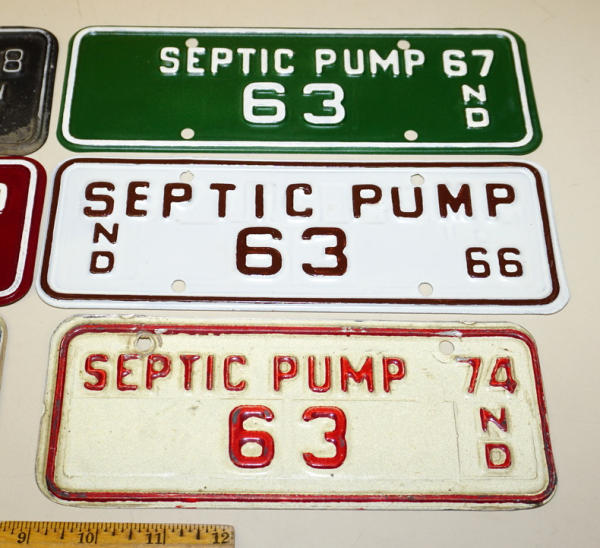 8
SEPTIC PUMP 67
63
ND
SEPTIC PUMP
ND
63
66
SEPTIC PUMP 74
63
ND
9 10 11 12